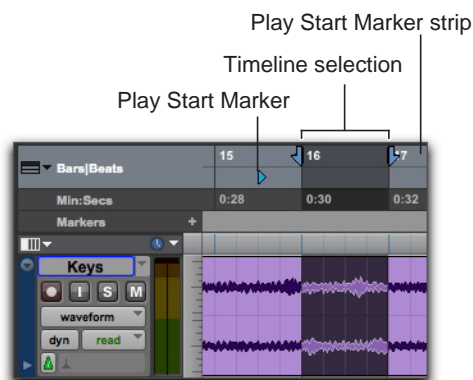 Play Start Marker strip
Timeline selection
Play Start Marker
Bars|Beats
15
16
17
Min:Secs
0:28
0:30
0:32
Markers
+
Keys
I
S
M
waveform
dyn
read